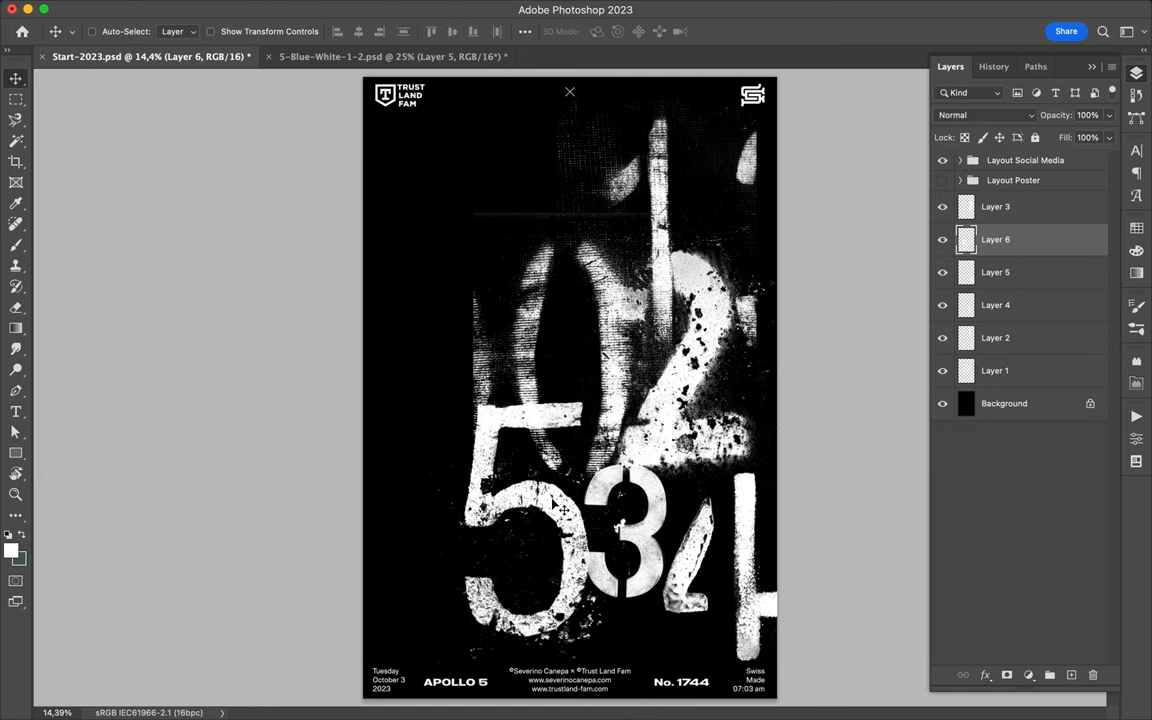 Adobe Photoshop 2023
Auto-Select: Layer Show Transform Controls 3D Mode: Share
Start-2023.psd @ 14,4% (Layer 6, RGB/16) * 5-Blue-White-1-2.psd @ 25% (Layer 5, RGB/16*) *
Layers History Paths
Kind
Normal Opacity: 100%
Lock: Fill: 100%
Layout Social Media
Layout Poster
Layer 3
Layer 6
Layer 5
Layer 4
Layer 2
Layer 1
Background
TRUST
LAND
FAM
0
2
5
3
4
Tuesday
October 3
2023
APOLLO 5
©Severino Canepa × ©Trust Land Fam
www.severinocanepa.com
www.trustland-fam.com
No. 1744
Swiss
Made
07:03 am
14,39% sRGB IEC61966-2.1 (16bpc)